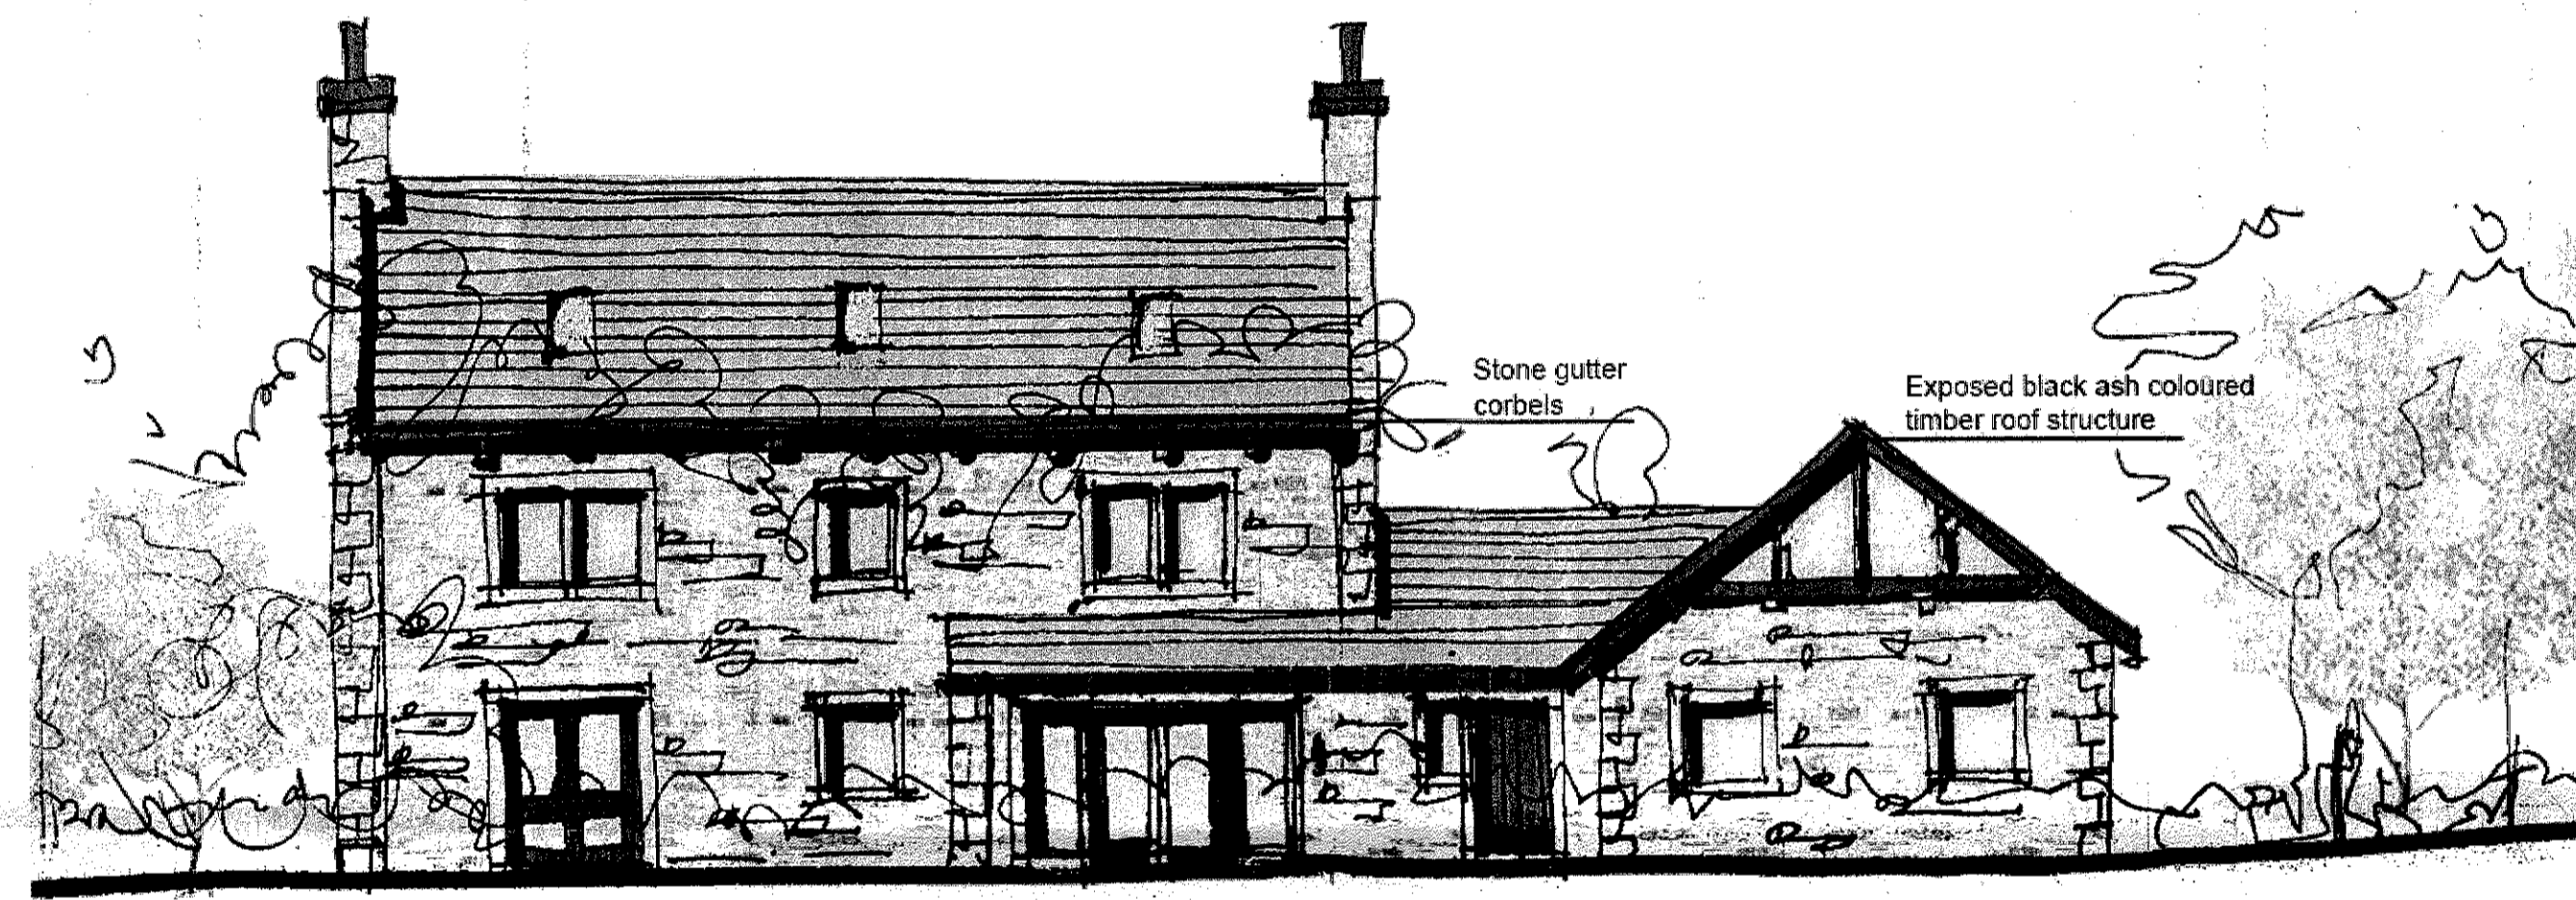 Stone gutter
corbels
Exposed black ash coloured
timber roof structure